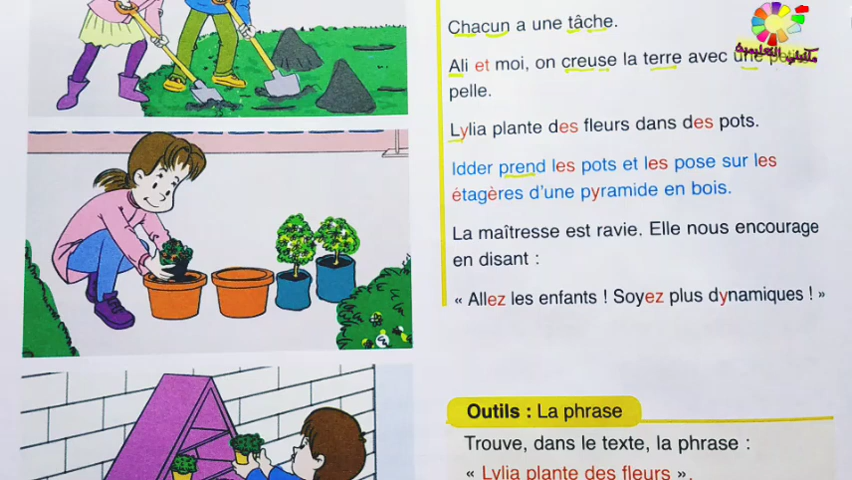 Chacun a une tâche.
Ali et moi, on creuse la terre avec une petite
pelle.
Lylia plante des fleurs dans des pots.
Idder prend les pots et les pose sur les
étagères d'une pyramide en bois.
La maîtresse est ravie. Elle nous encourage
en disant :
« Allez les enfants ! Soyez plus dynamiques ! »
Outils : La phrase
Trouve, dans le texte, la phrase :
« Lylia plante des fleurs ».